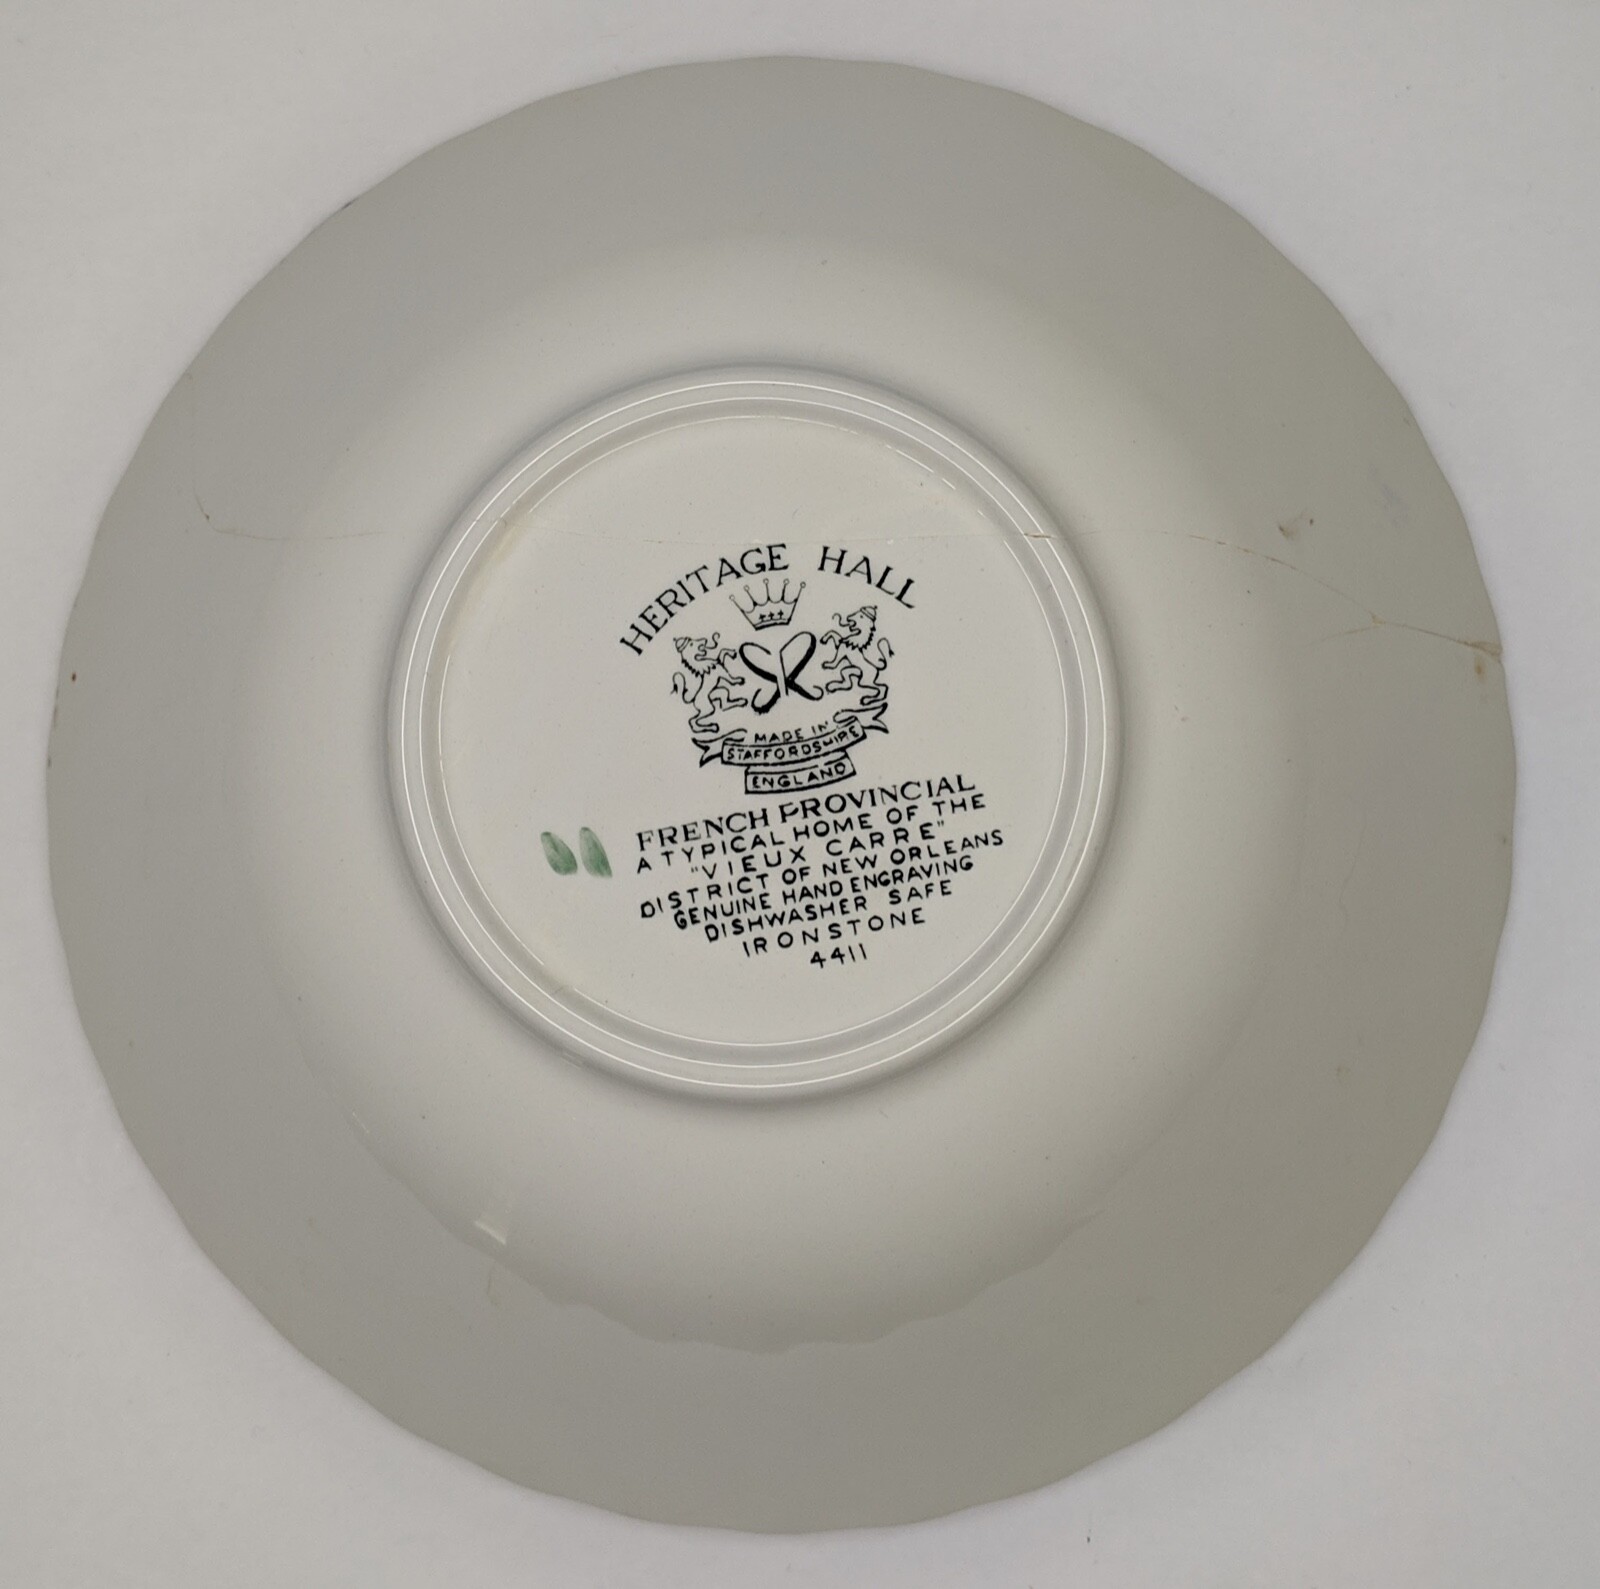 HERITAGE HALL
SR
MADE IN
STAFFORDSHIRE
ENGLAND
FRENCH PROVINCIAL
A TYPICAL HOME OF THE
"VIEUX CARRE"
DISTRICT OF NEW ORLEANS
GENUINE HAND ENGRAVING
DISHWASHER SAFE
IRONSTONE
4411